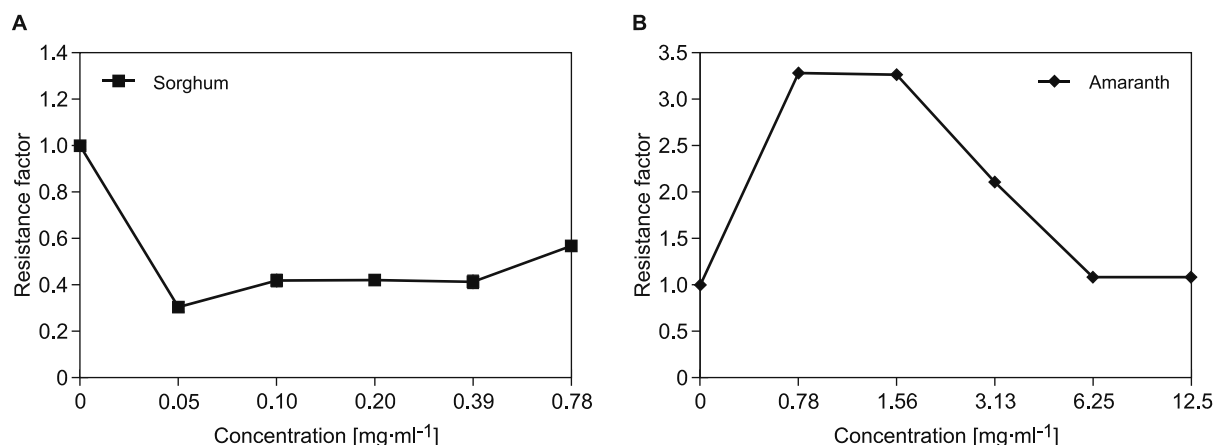 A
1.4
1.2
1.0
0.8
0.6
0.4
0.2
0
Resistance factor
Sorghum
0 0.05 0.10 0.20 0.39 0.78
Concentration [mg·ml⁻¹]
B
3.5
3.0
2.5
2.0
1.5
1.0
0.5
0
Resistance factor
Amaranth
0 0.78 1.56 3.13 6.25 12.5
Concentration [mg·ml⁻¹]